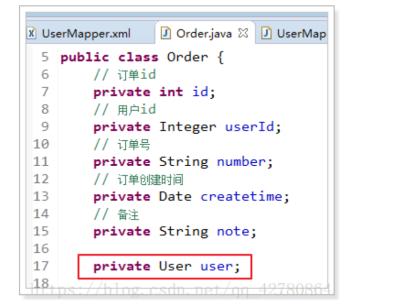 UserMapper.xml Order.java UserMap
5 public class Order {
6 // 订单id
7 private int id;
8 // 用户id
9 private Integer userId;
10 // 订单号
11 private String number;
12 // 订单创建时间
13 private Date createtime;
14 // 备注
15 private String note;
16
17 private User user;
18
https://blog.csdn.net/qq_42780864